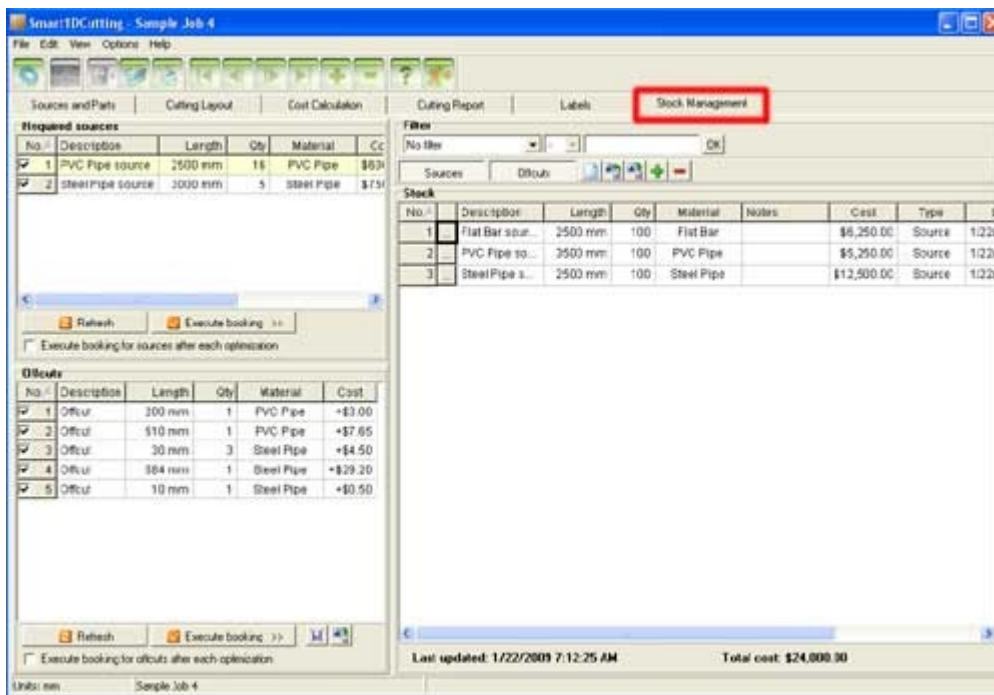 Smart1DCutting - Sample Job 4
File Edit View Options Help
Sources and Parts Cutting Layout Cost Calculation Cutting Report Labels Stock Management
Required sources
No. Description Length Qty Material
1 PVC Pipe source 2500 mm 16 PVC Pipe
2 Steel Pipe source 3000 mm 5 Steel Pipe
Refresh Execute booking >>
Execute booking for sources after each optimization
Offcuts
No. Description Length Qty Material Cost
1 Offcut 200 mm 1 PVC Pipe +$3.00
2 Offcut 510 mm 1 PVC Pipe +$7.65
3 Offcut 30 mm 3 Steel Pipe +$4.50
4 Offcut 584 mm 1 Steel Pipe +$29.20
5 Offcut 10 mm 1 Steel Pipe +$0.50
Refresh Execute booking >>
Execute booking for offcuts after each optimization
Filter
No filter OK
Sources Offcuts
Stock
No. Description Length Qty Material Notes Cost Type
1 ... Flat Bar sour... 2500 mm 100 Flat Bar $6,250.00 Source
2 ... PVC Pipe so... 3500 mm 100 PVC Pipe $5,250.00 Source
3 ... Steel Pipe s... 2500 mm 100 Steel Pipe $12,500.00 Source
Last updated: 1/22/2009 7:12:25 AM Total cost: $24,000.00
Units: mm Sample Job 4